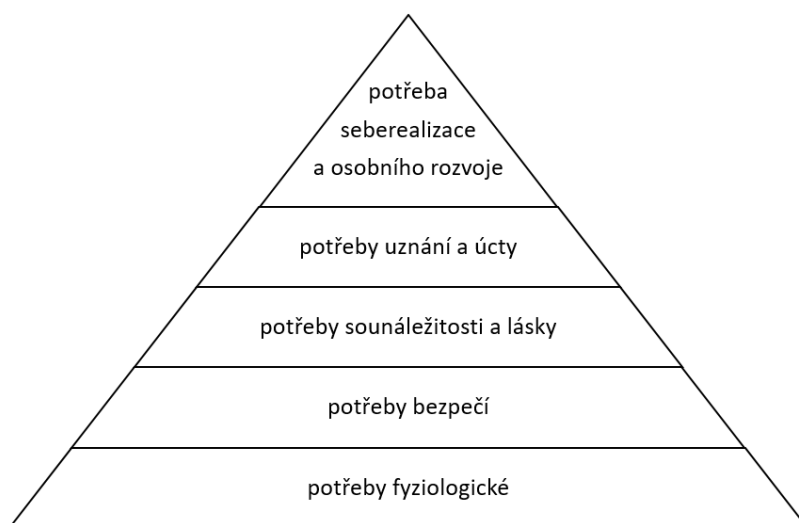 potřeba
seberealizace
a osobního rozvoje
potřeby uznání a úcty
potřeby sounáležitosti a lásky
potřeby bezpečí
potřeby fyziologické